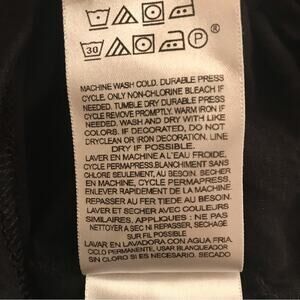 30 P ®
MACHINE WASH COLD. DURABLE PRESS
CYCLE. ONLY NON-CHLORINE BLEACH IF
NEEDED. TUMBLE DRY DURABLE PRESS
CYCLE REVOIVE PROMPTLY. WARM IRON IF
NEEDED. WASH AND DRY WITH LIKE
COLORS. IF DECORATED, DO NOT
DRYCLEAN OR IRON DECORATION. LINE
DRY IF POSSIBLE.
LAVER EN MACHINE A L'EAU FROIDE,
CYCLE PERMAPRESS.BLANCHIMENT SANS
CHLORE SEULEMENT, AU BESOIN. SECHER
EN MACHINE, CYCLE PERMAPRESS,
ENLEVER RAPIDEMENT DE LA MACHINE
REPASSER AU FER TIEDE AU BESOIN.
LAVER ET SECHER AVEC COULEURS
SIMILAIRES, APPLIQUES : NE PAS
NETTOYER A SEC NI REPASSER, SECHAGE
SUR FIL POSSIBLE
LAVAR EN LAVADORA CON AGUA FRIA.
CICLO PERMANENT, USAR BLANQUEADOR
SIN CLORO SI ES NECESARIO. SECADO